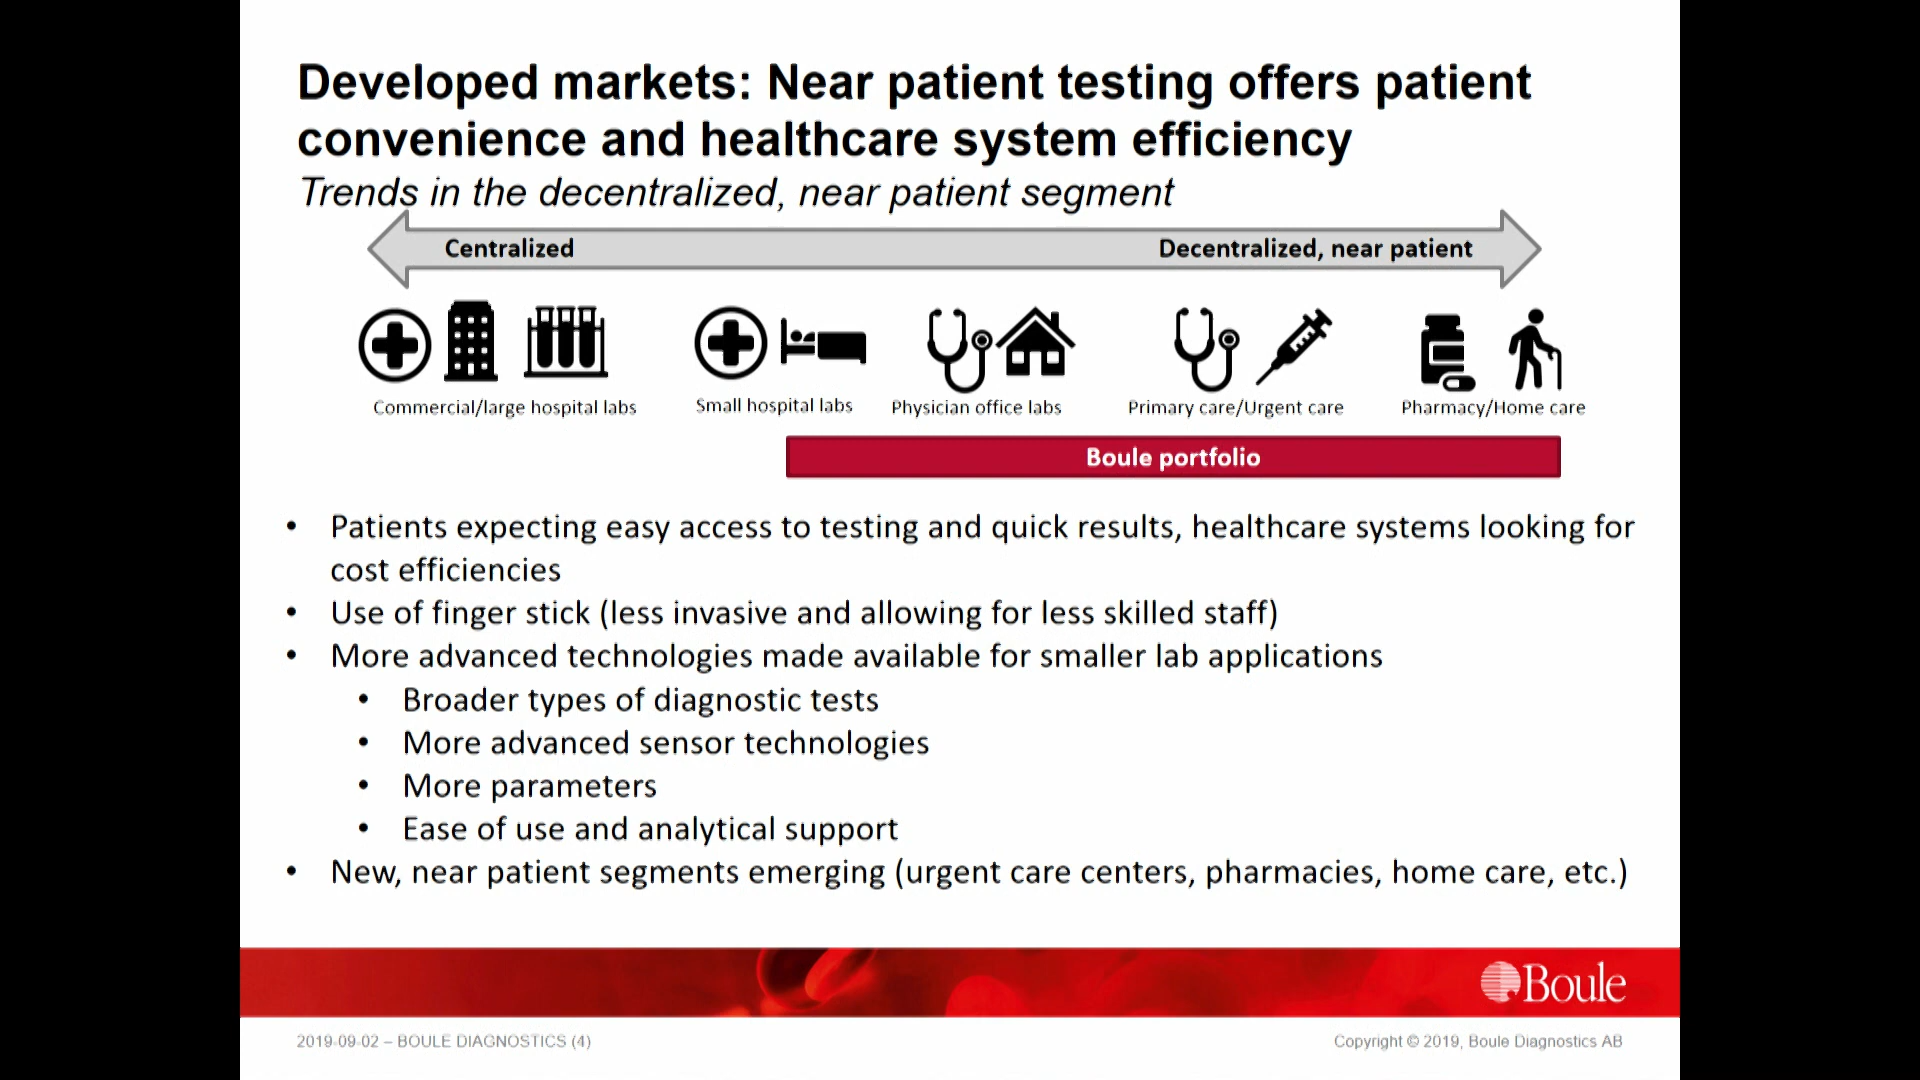 Developed markets: Near patient testing offers patient
convenience and healthcare system efficiency
Trends in the decentralized, near patient segment
Centralized
Decentralized, near patient
Commercial/large hospital labs
Small hospital labs
Physician office labs
Primary care/Urgent care
Pharmacy/Home care
Boule portfolio
• Patients expecting easy access to testing and quick results, healthcare systems looking for
cost efficiencies
• Use of finger stick (less invasive and allowing for less skilled staff)
• More advanced technologies made available for smaller lab applications
• Broader types of diagnostic tests
• More advanced sensor technologies
• More parameters
• Ease of use and analytical support
• New, near patient segments emerging (urgent care centers, pharmacies, home care, etc.)
Boule
2019-09-02 – BOULE DIAGNOSTICS (4)
Copyright © 2019, Boule Diagnostics AB